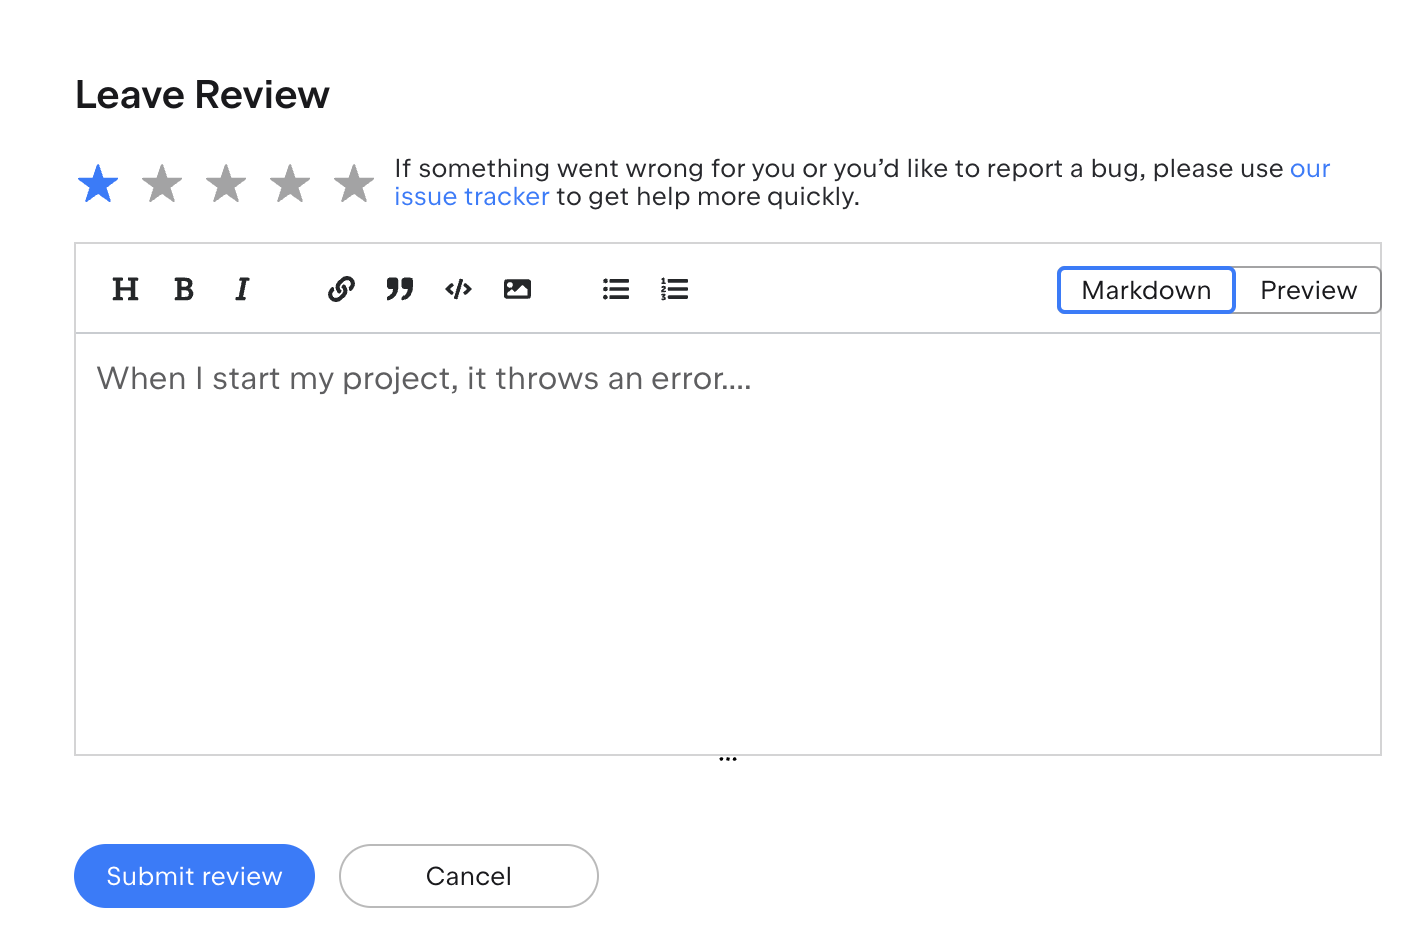 Leave Review
If something went wrong for you or you’d like to report a bug, please use our
issue tracker to get help more quickly.
H B I
Markdown Preview
When I start my project, it throws an error....
Submit review Cancel